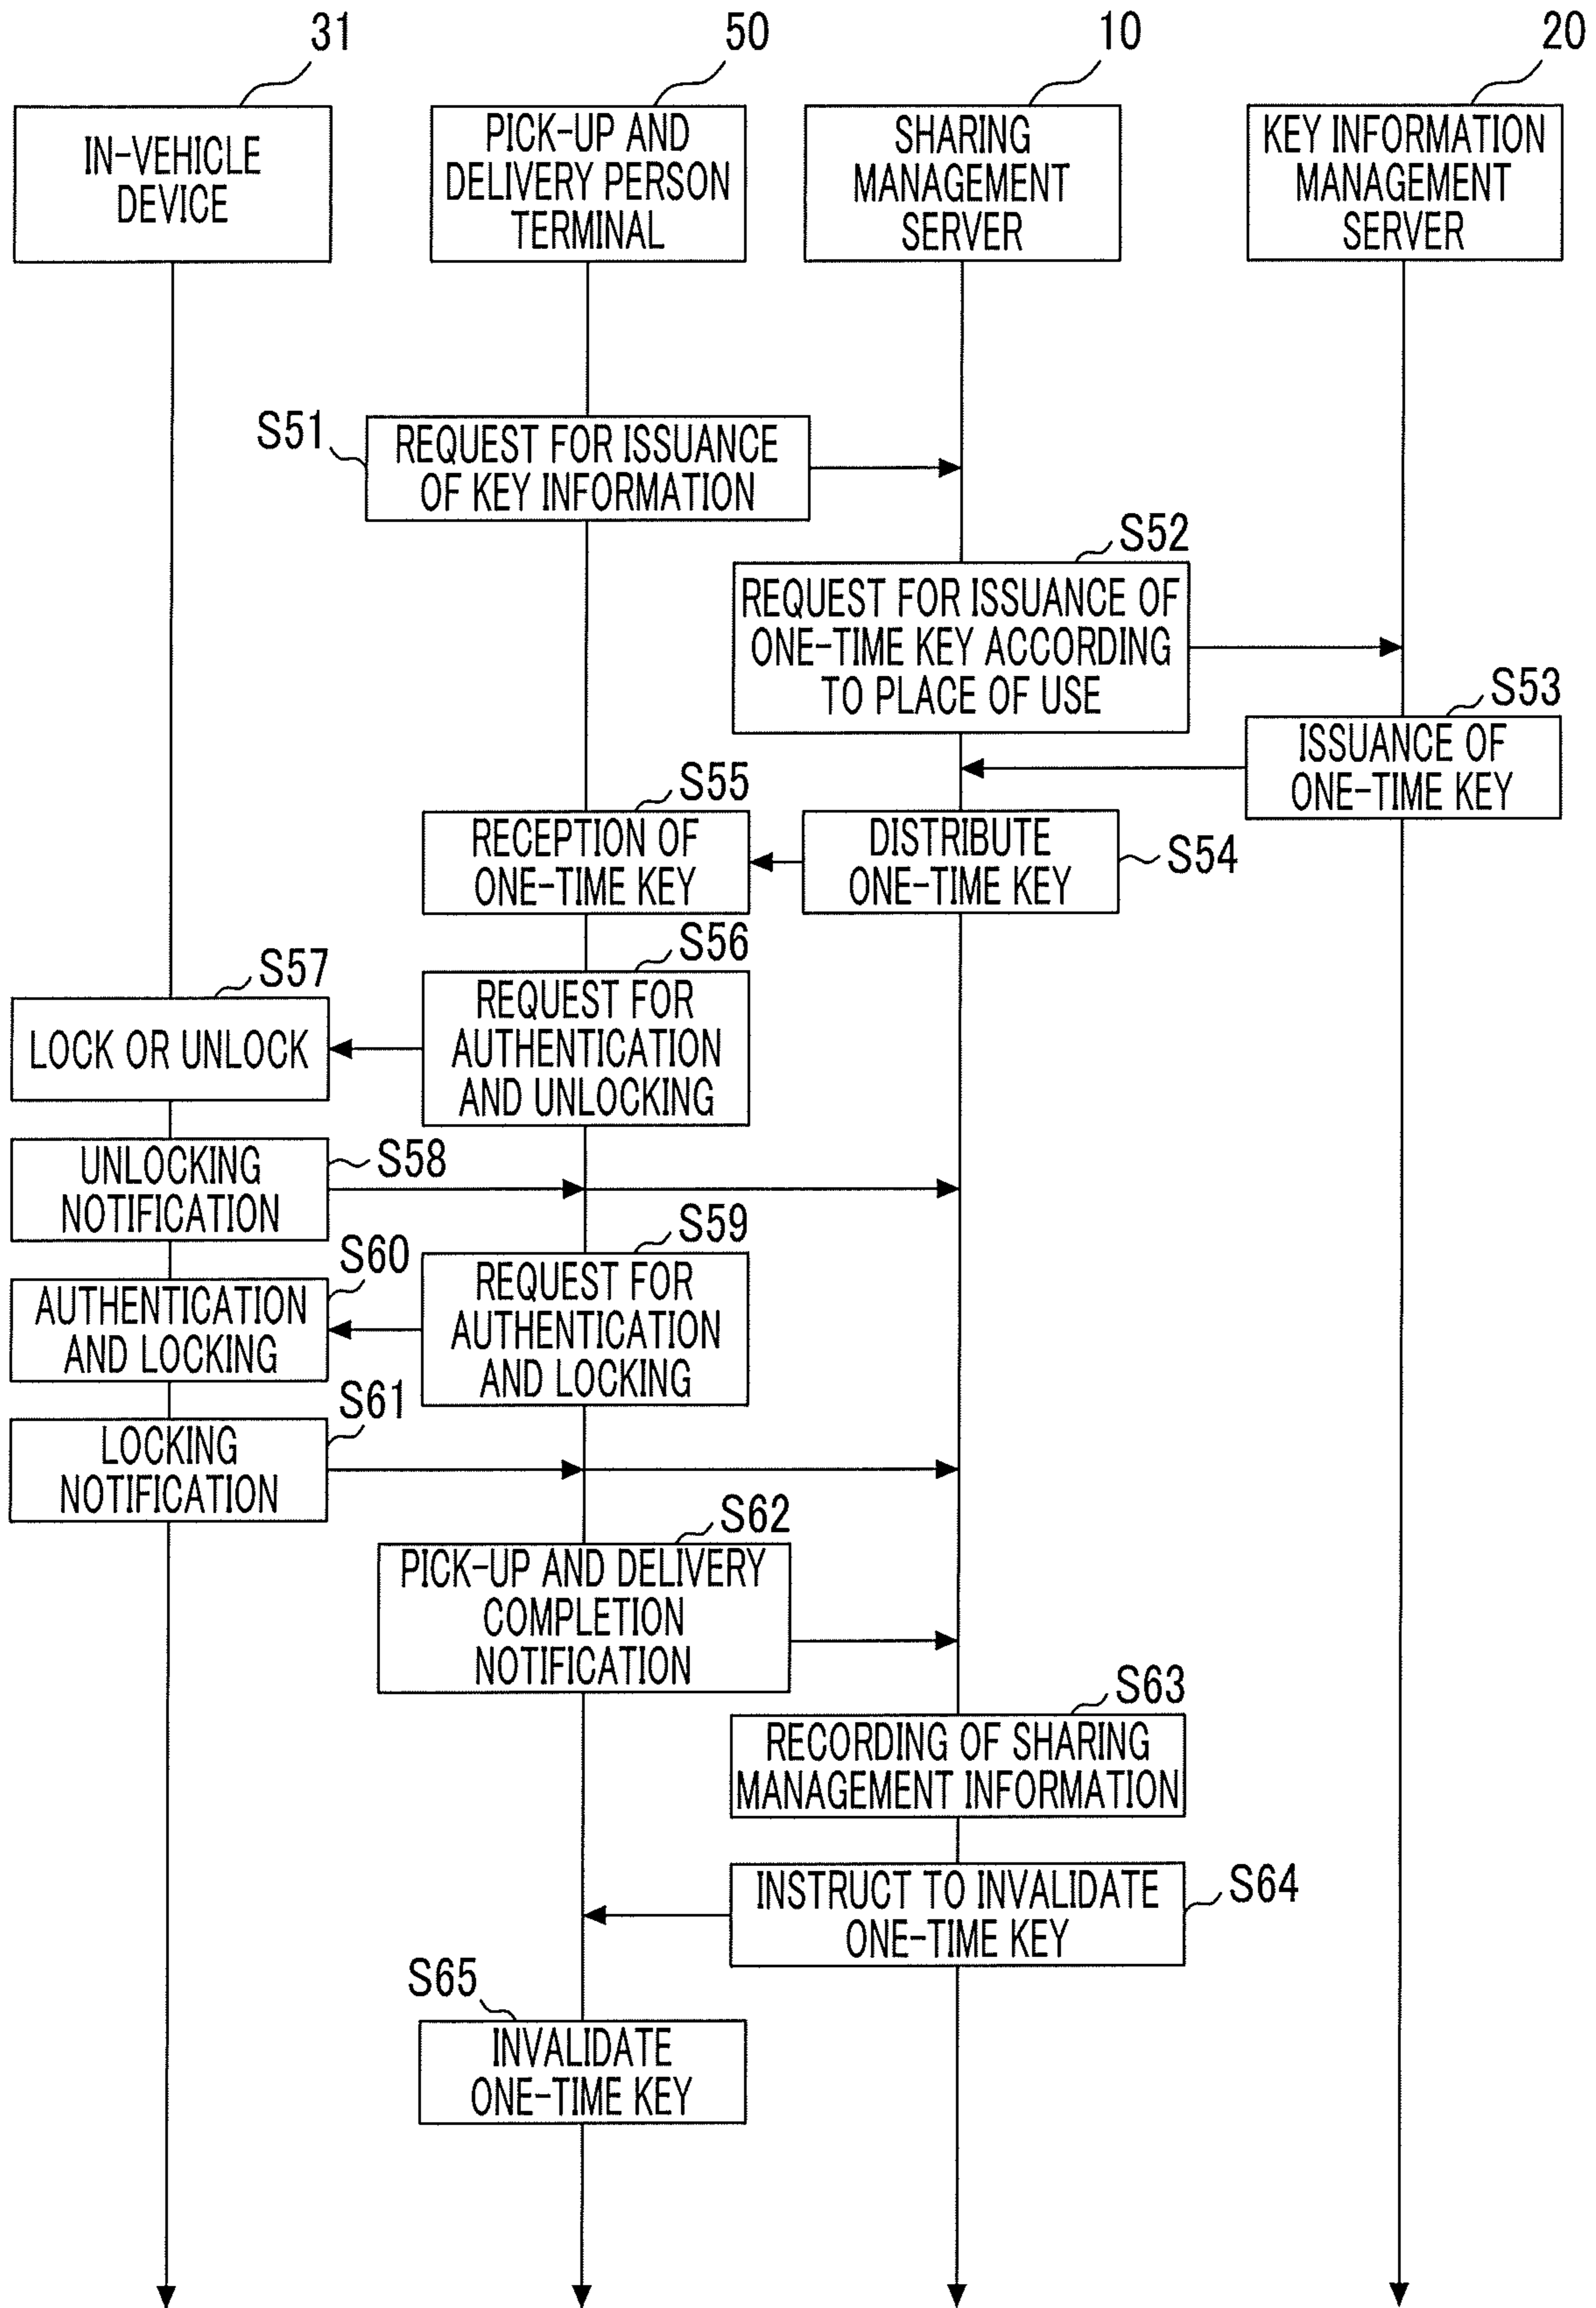 31
50
10
20
IN-VEHICLE
DEVICE
PICK-UP AND
DELIVERY PERSON
TERMINAL
SHARING
MANAGEMENT
SERVER
KEY INFORMATION
MANAGEMENT
SERVER
S51
REQUEST FOR ISSUANCE
OF KEY INFORMATION
S52
REQUEST FOR ISSUANCE OF
ONE-TIME KEY ACCORDING
TO PLACE OF USE
S53
ISSUANCE OF
ONE-TIME KEY
S55
RECEPTION OF
ONE-TIME KEY
DISTRIBUTE
ONE-TIME KEY
S54
S56
REQUEST FOR
AUTHENTICATION
AND UNLOCKING
S57
LOCK OR UNLOCK
UNLOCKING
NOTIFICATION
S58
S59
REQUEST FOR
AUTHENTICATION
AND LOCKING
S60
AUTHENTICATION
AND LOCKING
S61
LOCKING
NOTIFICATION
S62
PICK-UP AND DELIVERY
COMPLETION
NOTIFICATION
S63
RECORDING OF SHARING
MANAGEMENT INFORMATION
INSTRUCT TO INVALIDATE
ONE-TIME KEY
S64
S65
INVALIDATE
ONE-TIME KEY